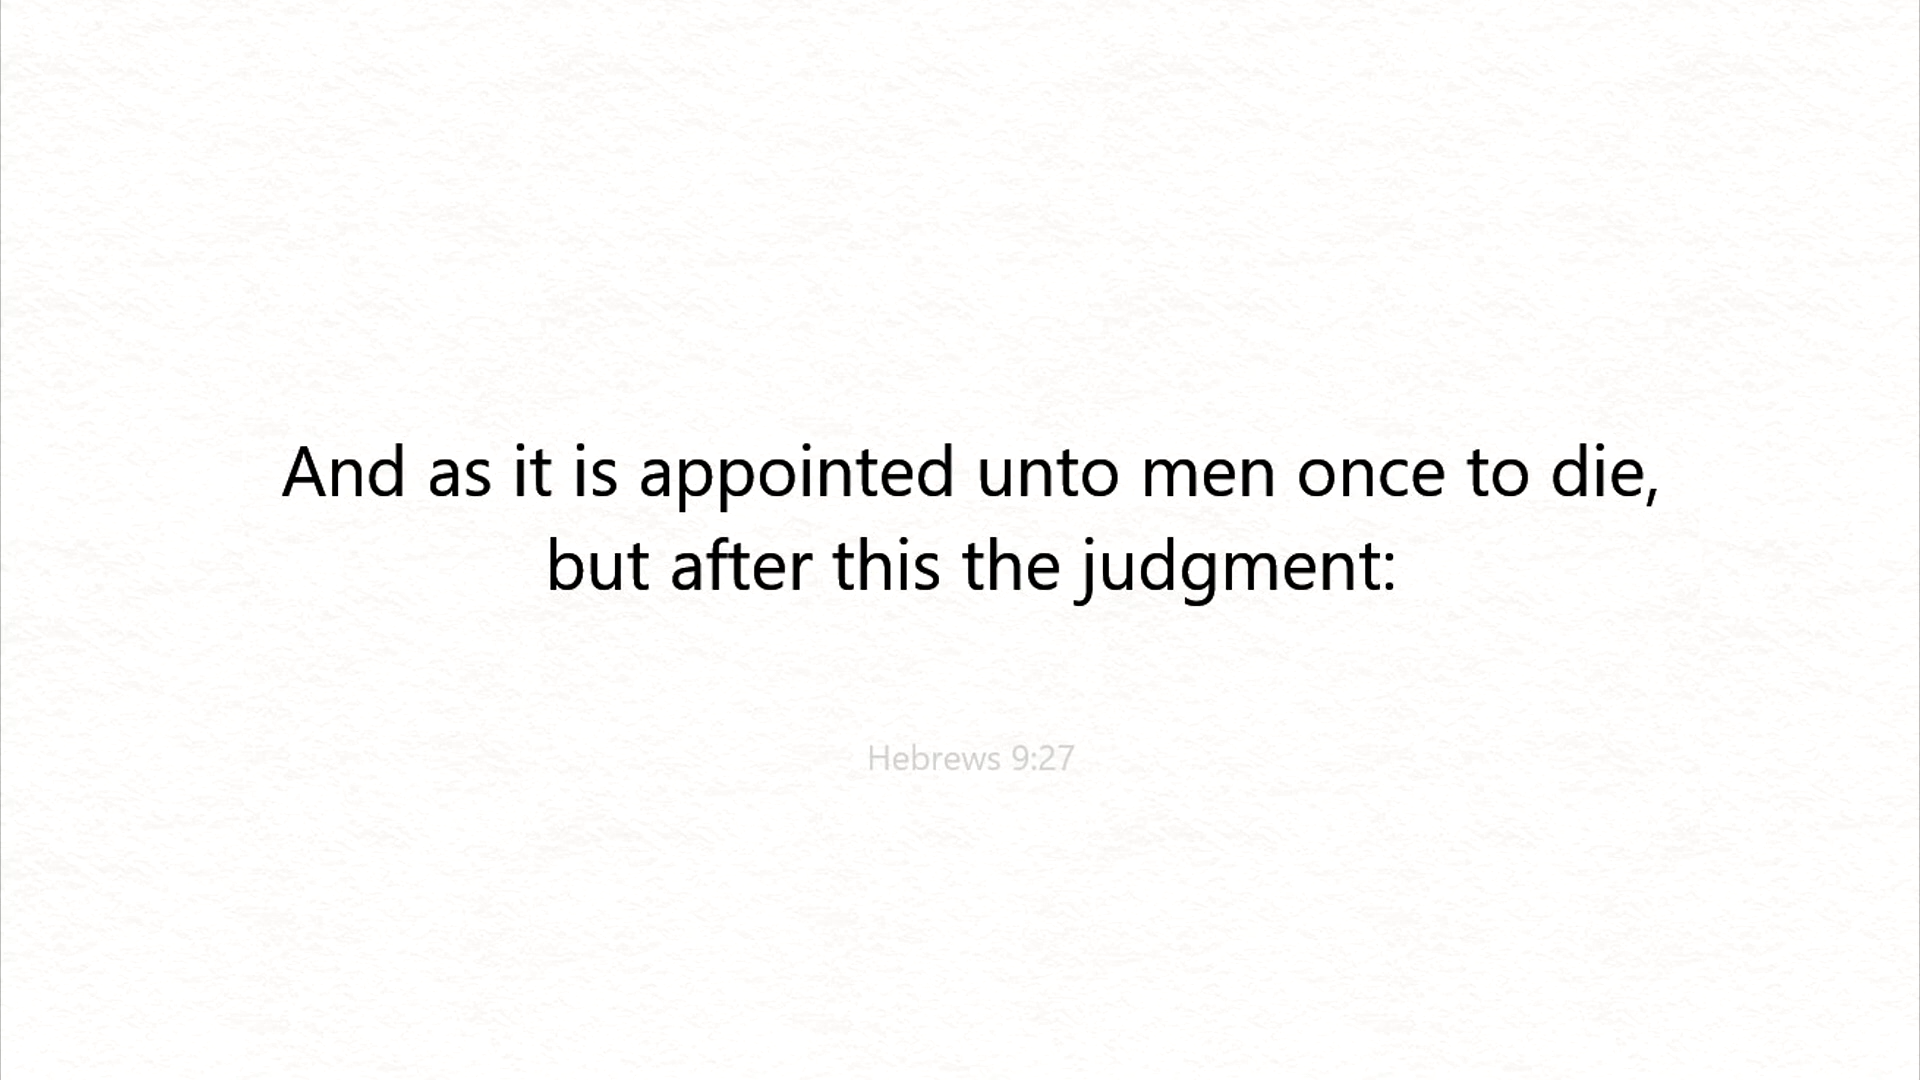 And as it is appointed unto men once to die,
but after this the judgment:
Hebrews 9:27